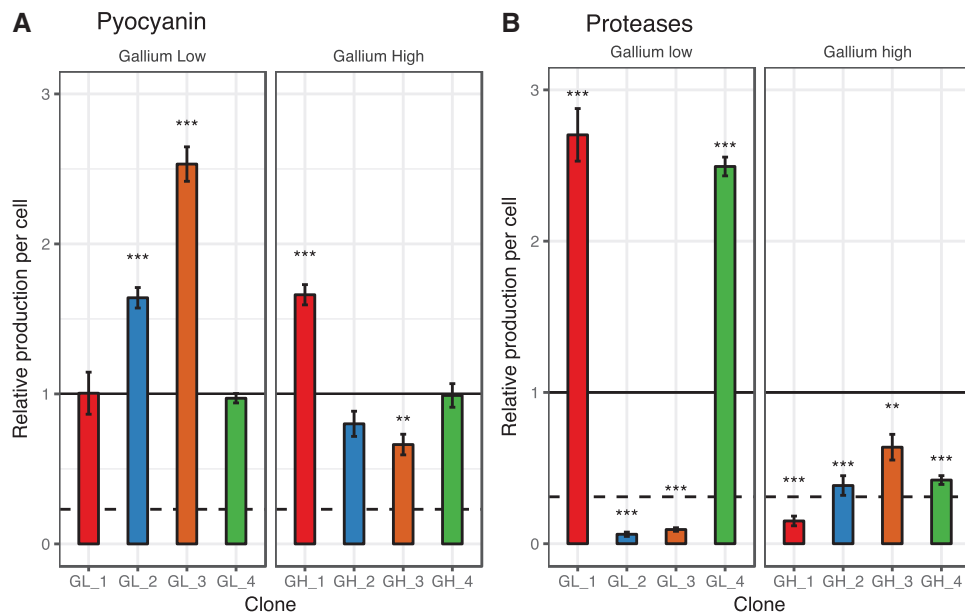 A Pyocyanin
Gallium Low Gallium High
Relative production per cell
3
2
1
0
***
***
***
**
GL_1 GL_2 GL_3 GL_4 GH_1 GH_2 GH_3 GH_4
Clone
B Proteases
Gallium low Gallium high
Relative production per cell
3
2
1
0
***
***
***
***
***
***
**
***
GL_1 GL_2 GL_3 GL_4 GH_1 GH_2 GH_3 GH_4
Clone